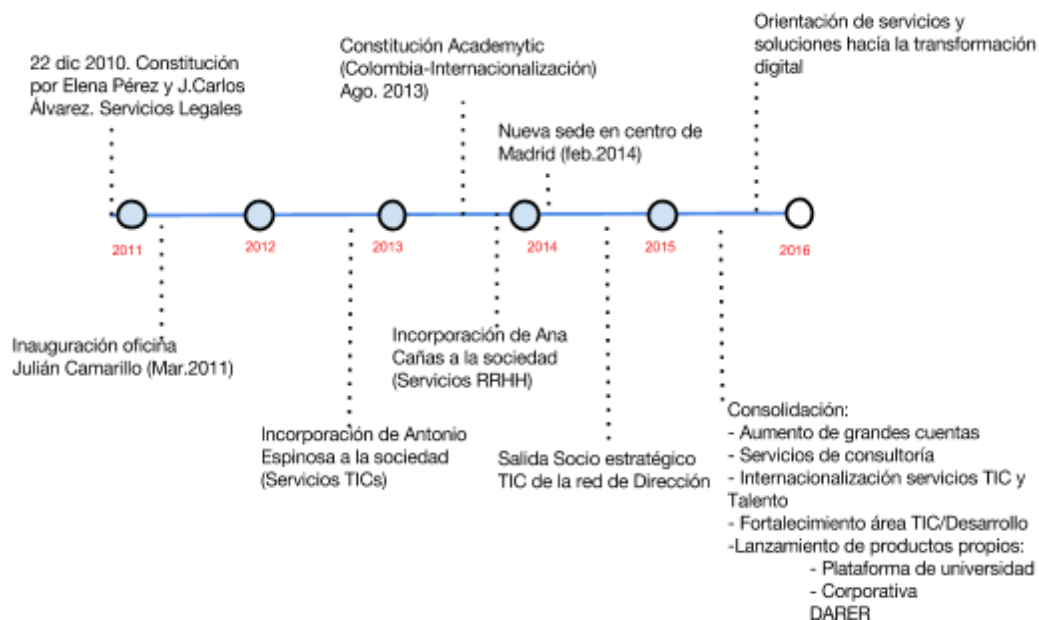 22 dic 2010. Constitución
por Elena Pérez y J.Carlos
Álvarez. Servicios Legales
Constitución Academytic
(Colombia-Internacionalización)
Ago. 2013)
Nueva sede en centro de
Madrid (feb.2014)
Orientación de servicios y
soluciones hacía la transformación
digital
2011
2012
2013
2014
2015
2016
Inauguración oficina
Julián Camarillo (Mar.2011)
Incorporación de Antonio
Espinosa a la sociedad
(Servicios TICs)
Incorporación de Ana
Cañas a la sociedad
(Servicios RRHH)
Salida Socio estratégico
TIC de la red de Dirección
Consolidación:
- Aumento de grandes cuentas
- Servicios de consultoría
- Internacionalización servicios TIC y
Talento
- Fortalecimiento área TIC/Desarrollo
-Lanzamiento de productos propios:
- Plataforma de universidad
- Corporativa
DARER